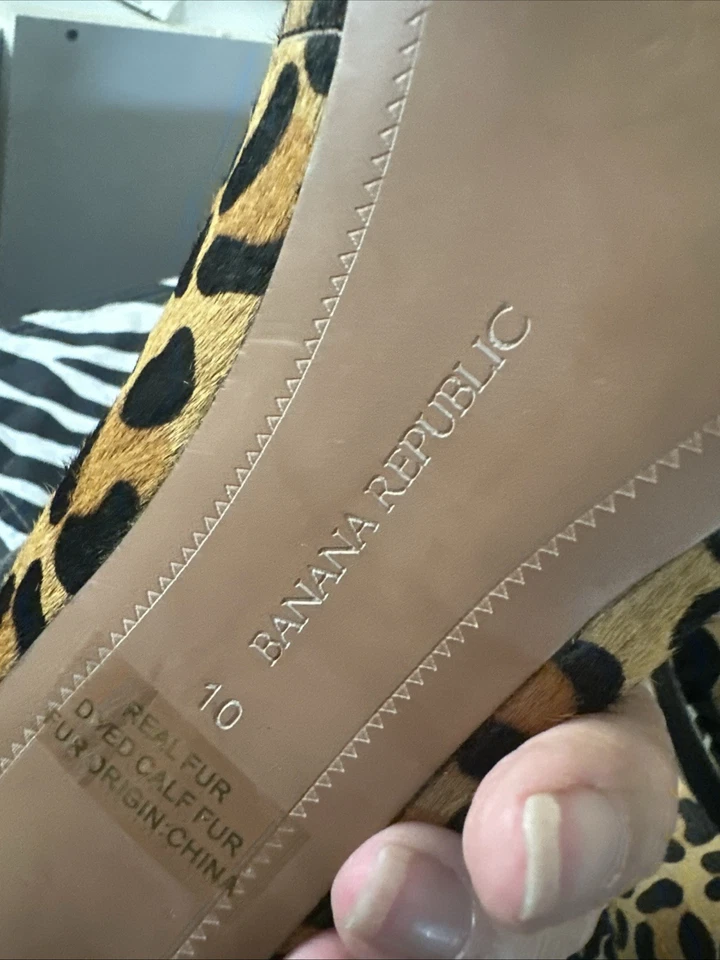 BANANA REPUBLIC
10
REAL FUR
DYED CALF FUR
FUR ORIGIN:CHINA